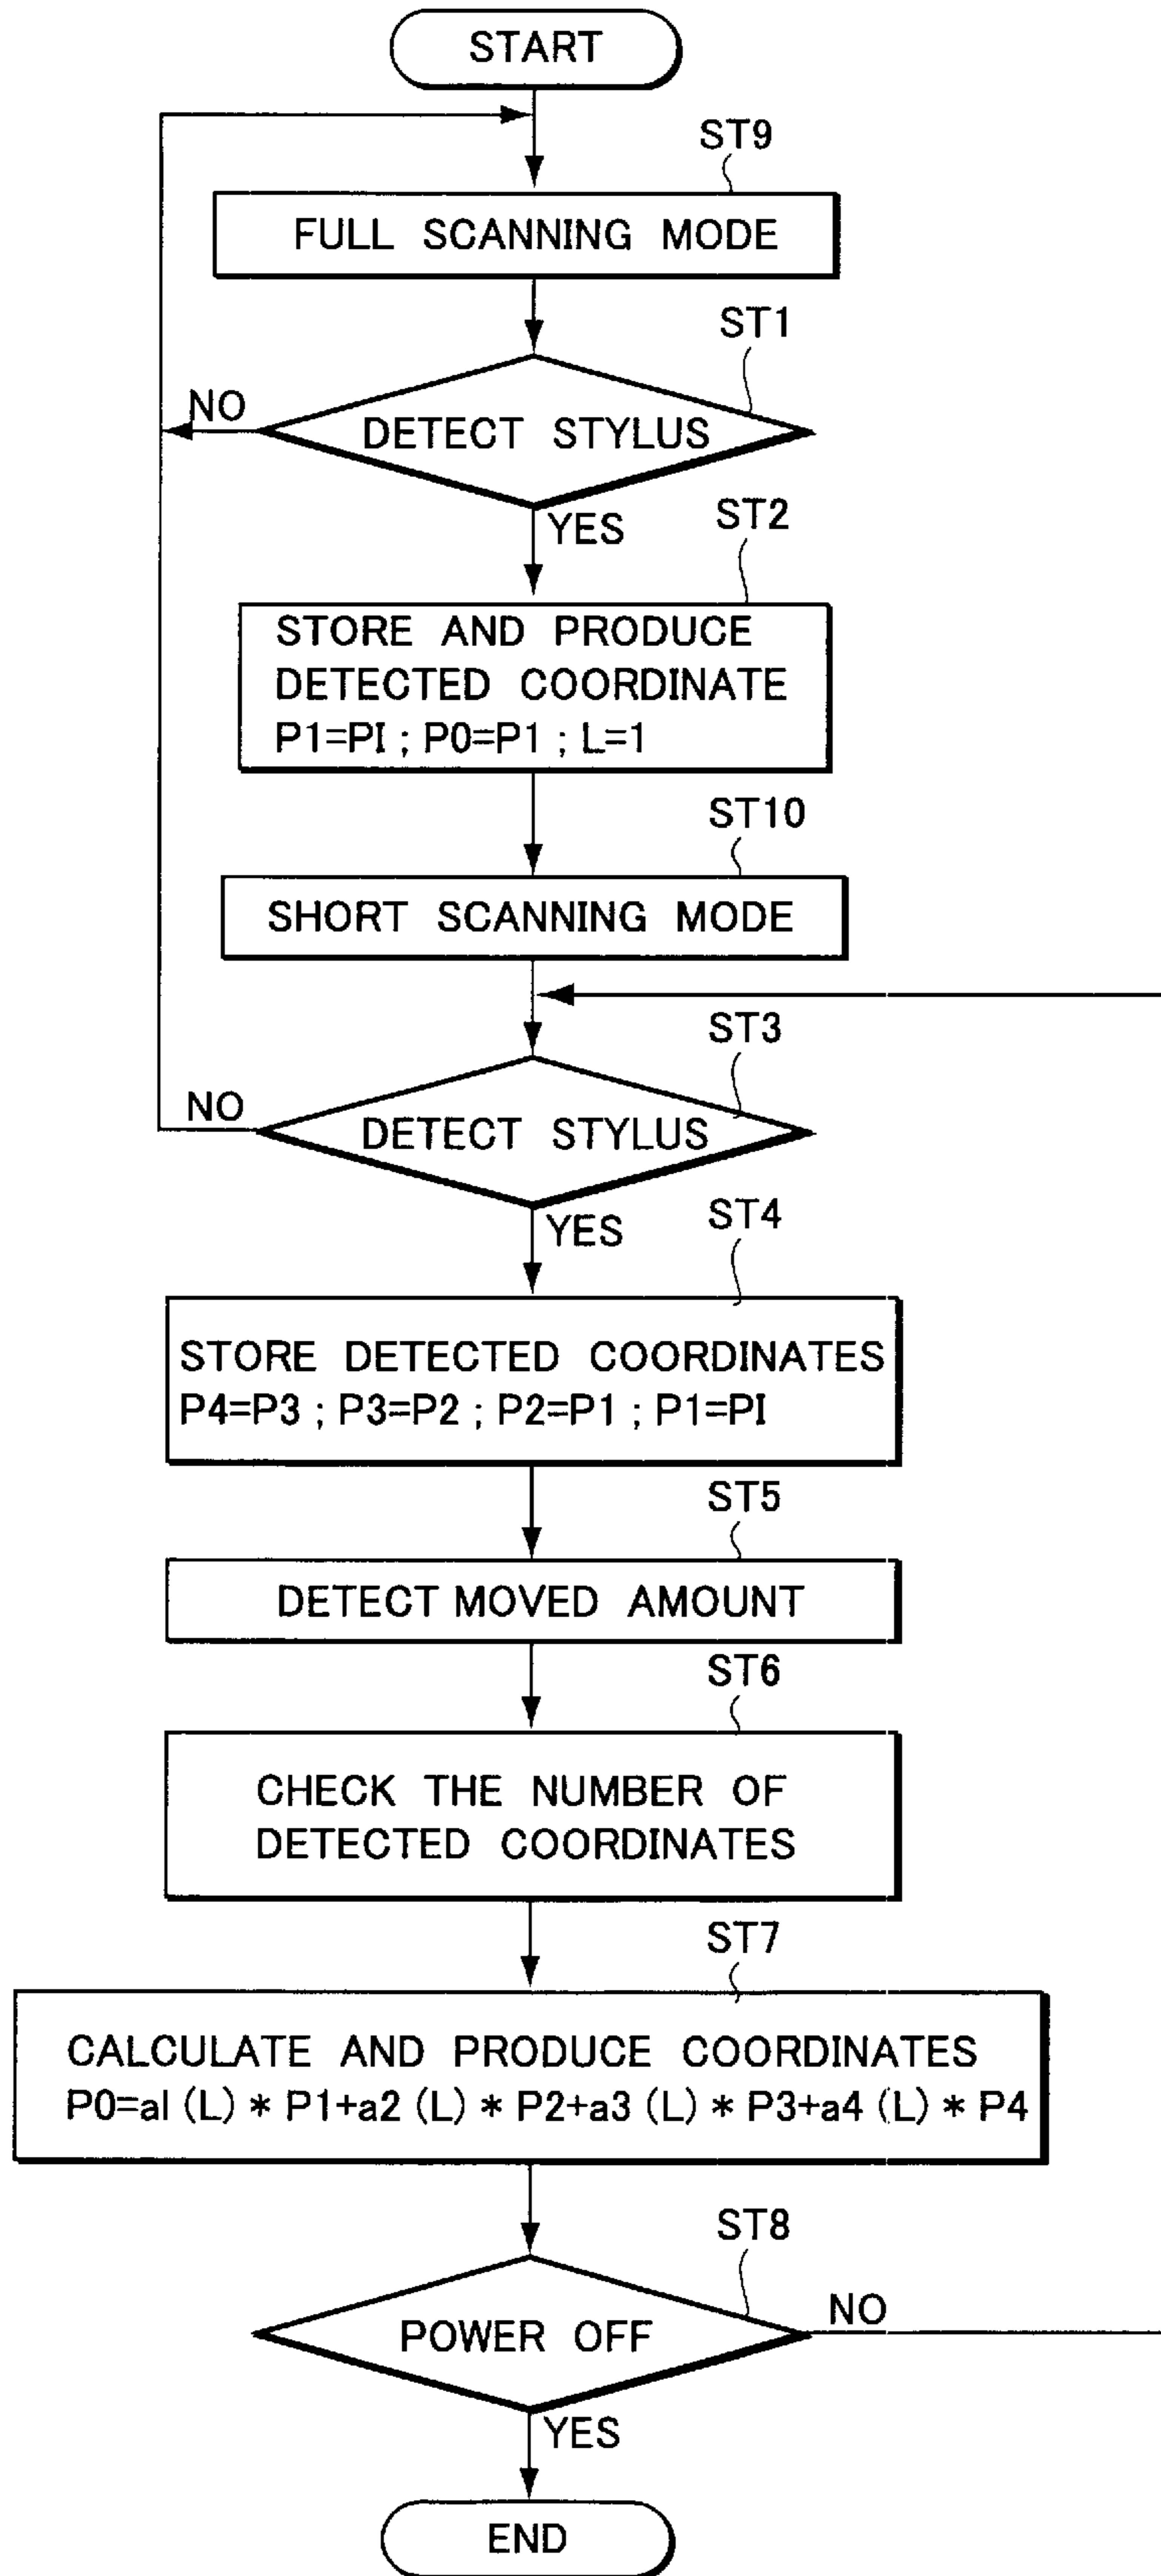 START
ST9
FULL SCANNING MODE
ST1
NO
DETECT STYLUS
YES
ST2
STORE AND PRODUCE
DETECTED COORDINATE
P1=PI ; P0=P1 ; L=1
ST10
SHORT SCANNING MODE
ST3
NO
DETECT STYLUS
YES
ST4
STORE DETECTED COORDINATES
P4=P3 ; P3=P2 ; P2=P1 ; P1=PI
ST5
DETECT MOVED AMOUNT
ST6
CHECK THE NUMBER OF
DETECTED COORDINATES
ST7
CALCULATE AND PRODUCE COORDINATES
P0=al (L) * P1+a2 (L) * P2+a3 (L) * P3+a4 (L) * P4
ST8
NO
POWER OFF
YES
END